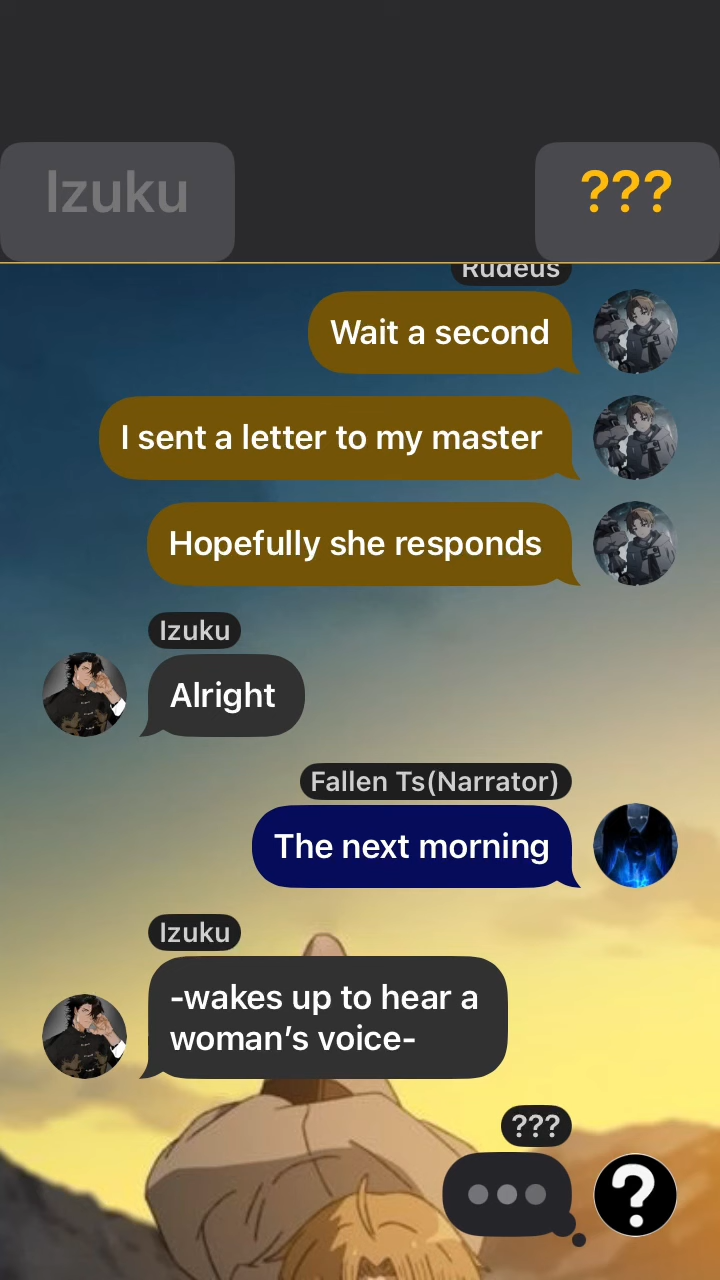 Izuku
???
Rudeus
Wait a second
I sent a letter to my master
Hopefully she responds
Izuku
Alright
Fallen Ts(Narrator)
The next morning
Izuku
-wakes up to hear a
woman’s voice-
???
?